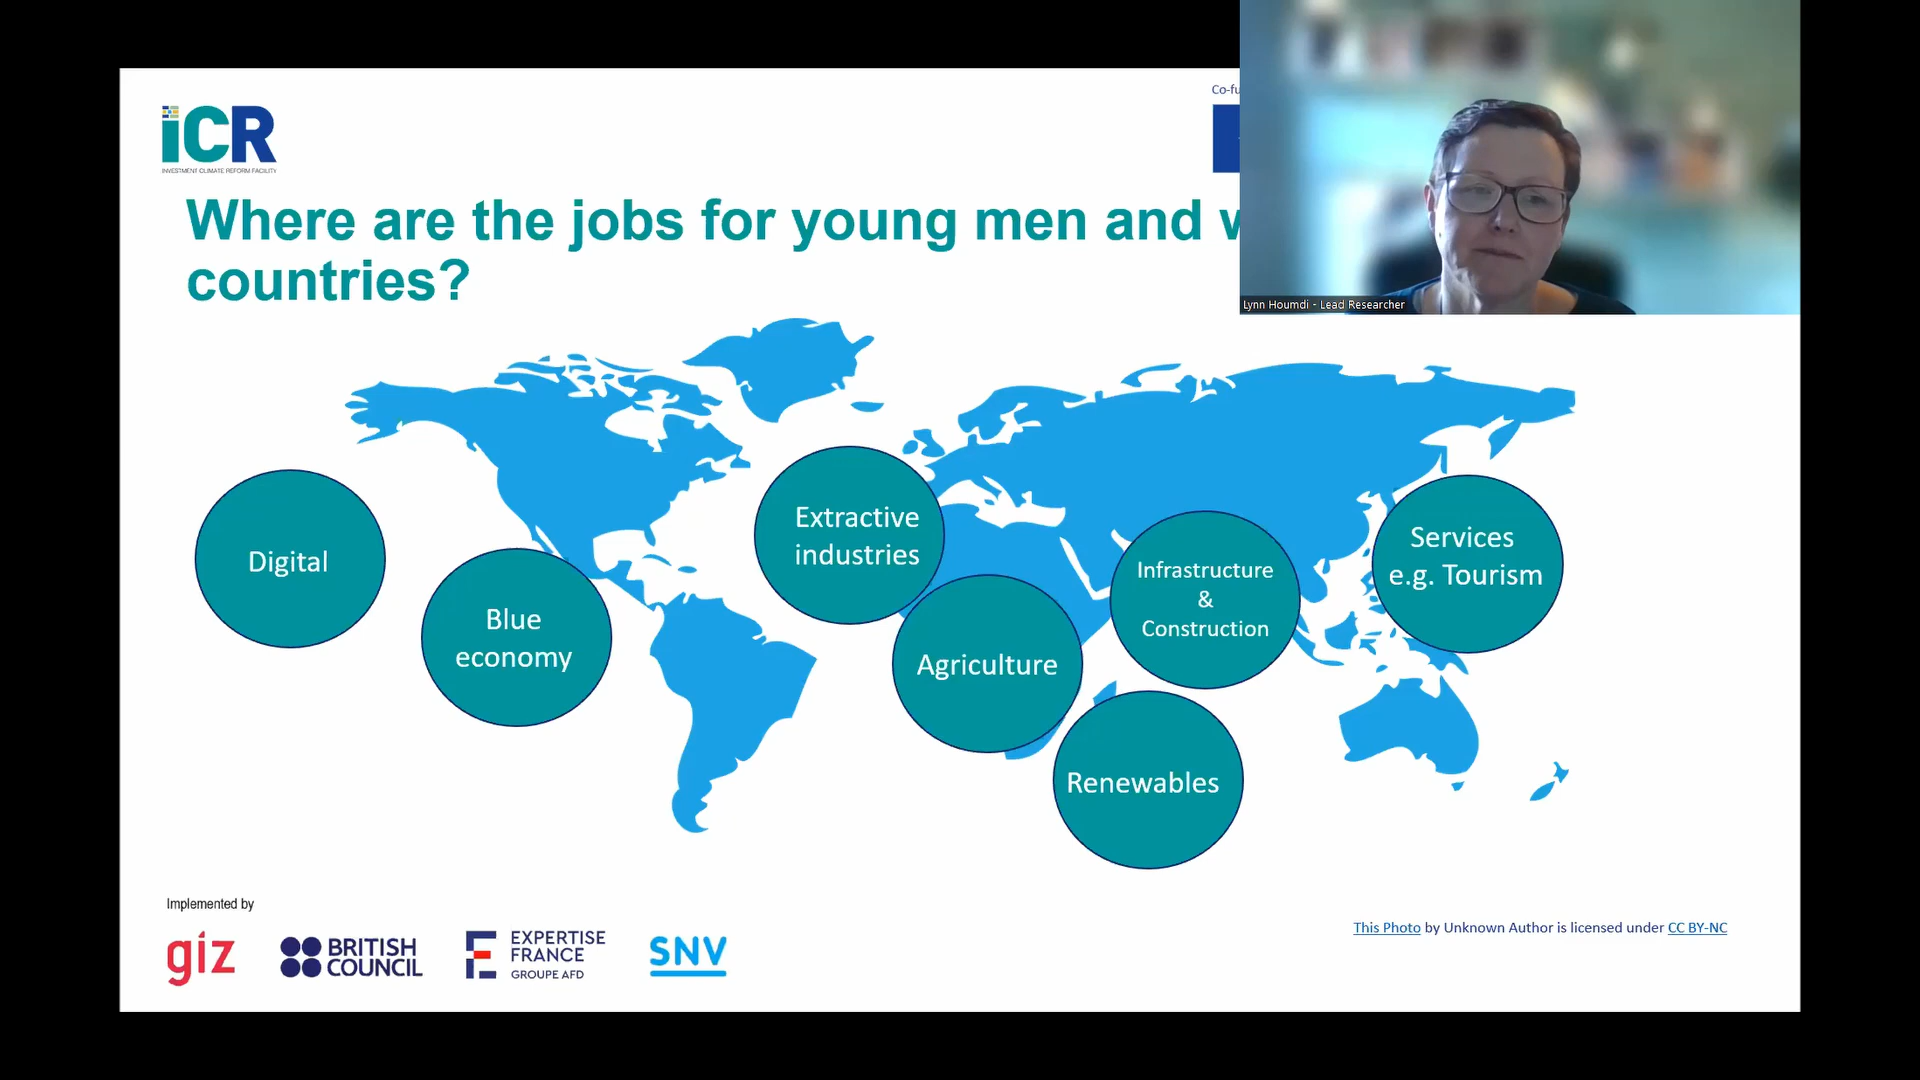 iCR
INVESTMENT CLIMATE REFORM FACILITY
Co-fu
Where are the jobs for young men and w
countries?
Lynn Houmdi - Lead Researcher
Digital
Blue
economy
Extractive
industries
Agriculture
Infrastructure
&
Construction
Renewables
Services
e.g. Tourism
Implemented by
giz
BRITISH
COUNCIL
EXPERTISE
FRANCE
GROUPE AFD
SNV
This Photo by Unknown Author is licensed under CC BY-NC